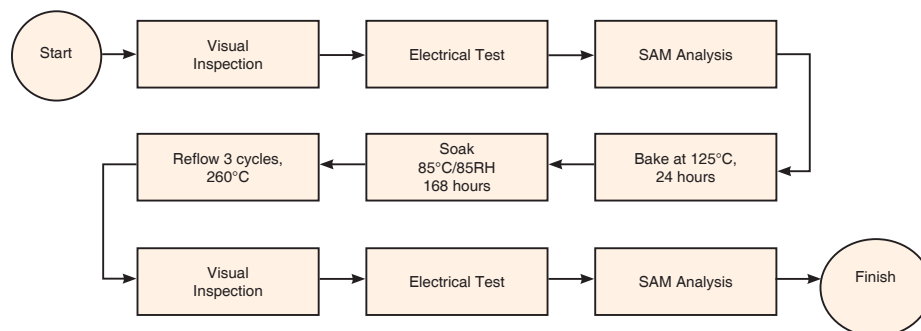 Start
Visual
Inspection
Electrical Test
SAM Analysis
Bake at 125°C,
24 hours
Soak
85°C/85RH
168 hours
Reflow 3 cycles,
260°C
Visual
Inspection
Electrical Test
SAM Analysis
Finish